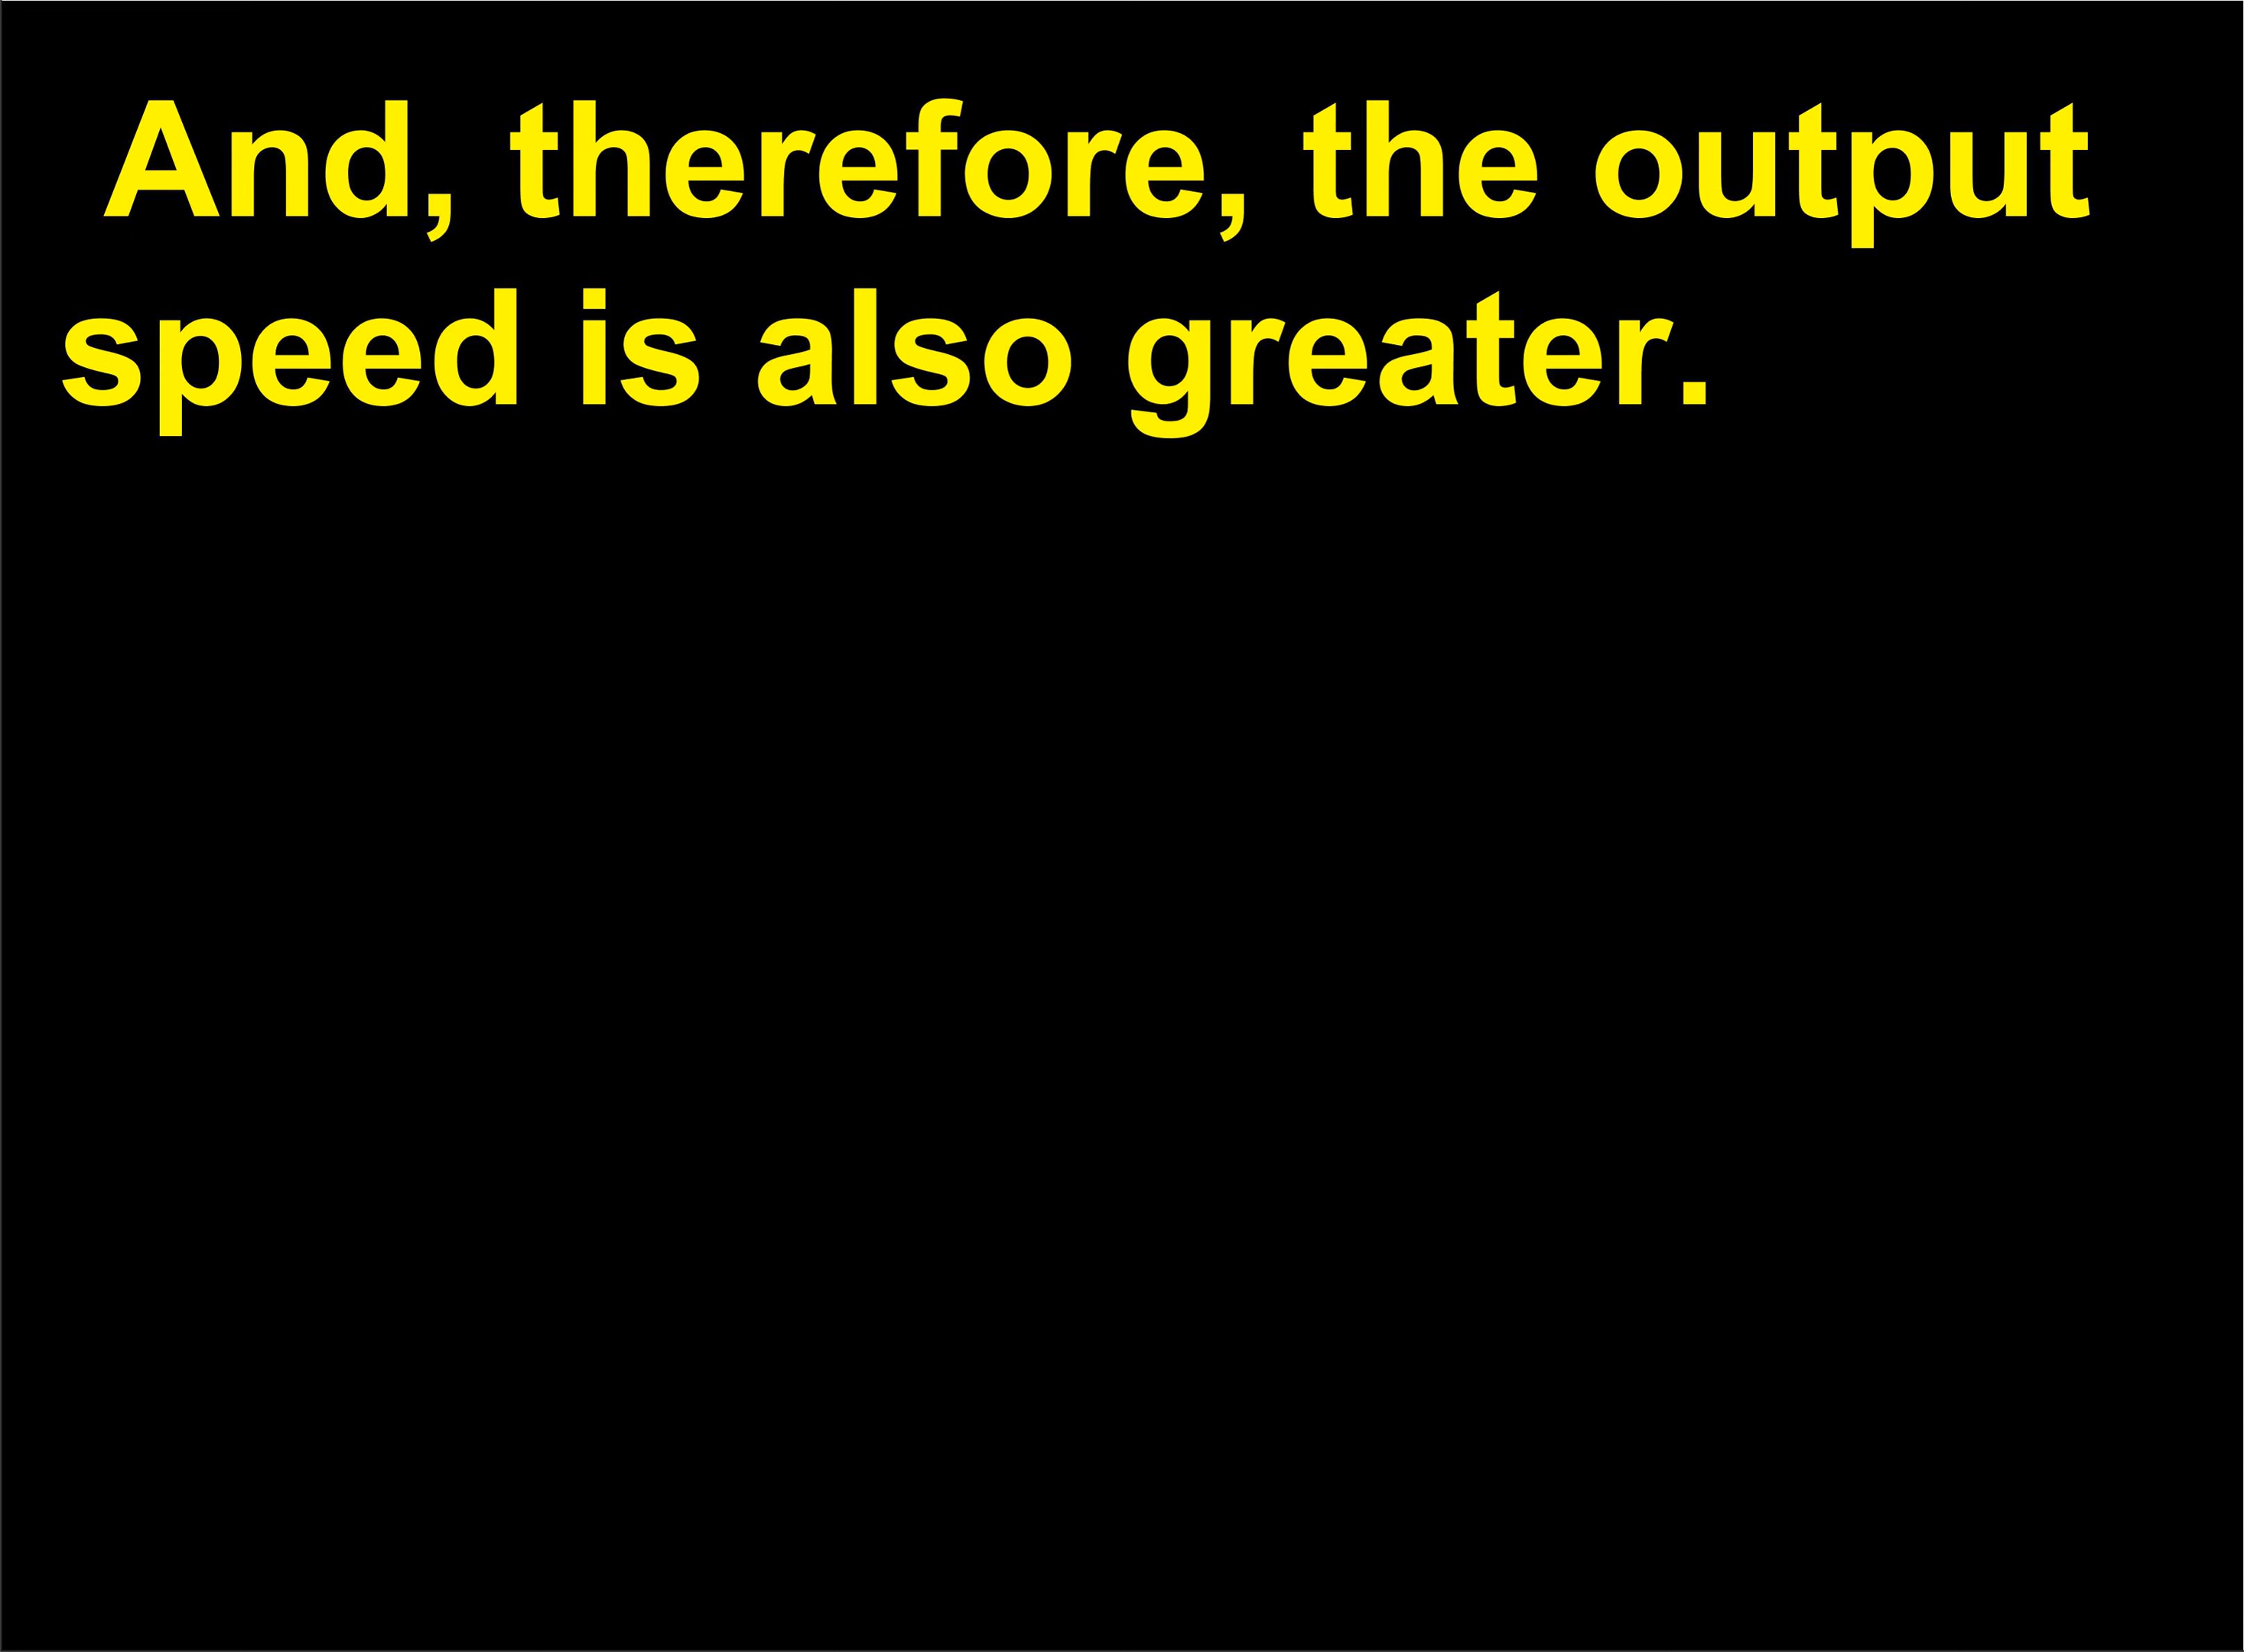 And, therefore, the output
speed is also greater.